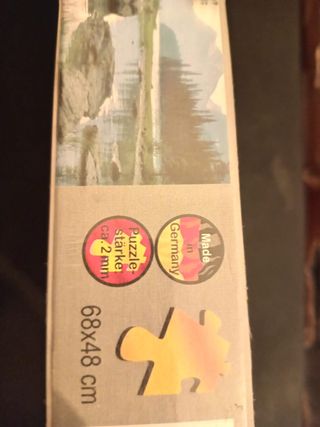 Made
in
Germany
Puzzle-
stärke
ca. 2 mm
68x48 cm